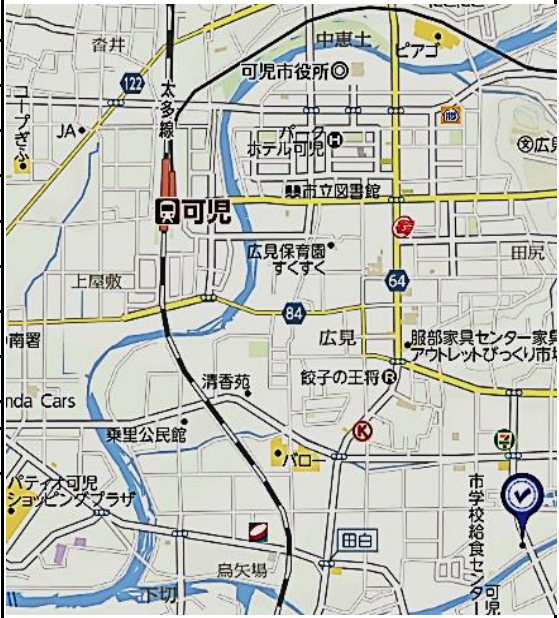 沓井
中恵土
ピアゴ
122
可児市役所◎
太多線
コープぎふ
JA
パーク
ホテル可児
H
文広見
市立図書館
可児
広見保育園
すくすく
田尻
上屋敷
64
84
南署
広見
服部家具センター家具
アウトレットびっくり市場
餃子の王将
R
清香苑
nda Cars
K
乗里公民館
バロー
7
パティオ可児
ショッピングプラザ
市学校給食センター
田白
鳥矢場
下切
可児